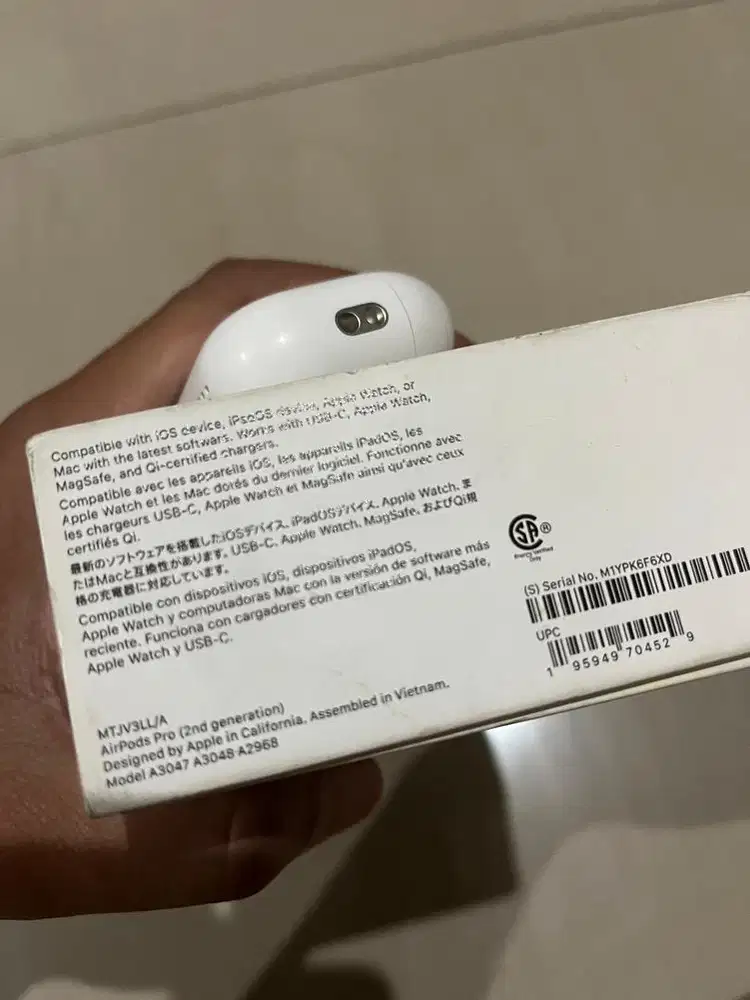 Compatible with iOS device, iPadOS device, Apple Watch, or
Mac with the latest software. Works with USB-C, Apple Watch,
MagSafe, and Qi-certified chargers.
Compatible avec les appareils iOS, les appareils iPadOS, les
Apple Watch et les Mac dotés du dernier logiciel. Fonctionne avec
les chargeurs USB-C, Apple Watch et MagSafe ainsi qu'avec ceux
certifiés Qi.
最新のソフトウェアを搭載したiOSデバイス、iPadOSデバイス、Apple Watch、ま
たはMacと互換性があります。USB-C、Apple Watch、MagSafe、およびQi規
格の充電器に対応しています。
Compatible con dispositivos iOS, dispositivos iPadOS,
Apple Watch y computadoras Mac con la versión de software más
reciente. Funciona con cargadores con certificación Qi, MagSafe,
Apple Watch y USB-C.
MTJV3LL/A
AirPods Pro (2nd generation)
Designed by Apple in California. Assembled in Vietnam.
Model A3047 A3048 A2968
SA ®
Energy Verified
Only
(S) Serial No. M1YPK6F6XD
UPC
1 95949 70452 9